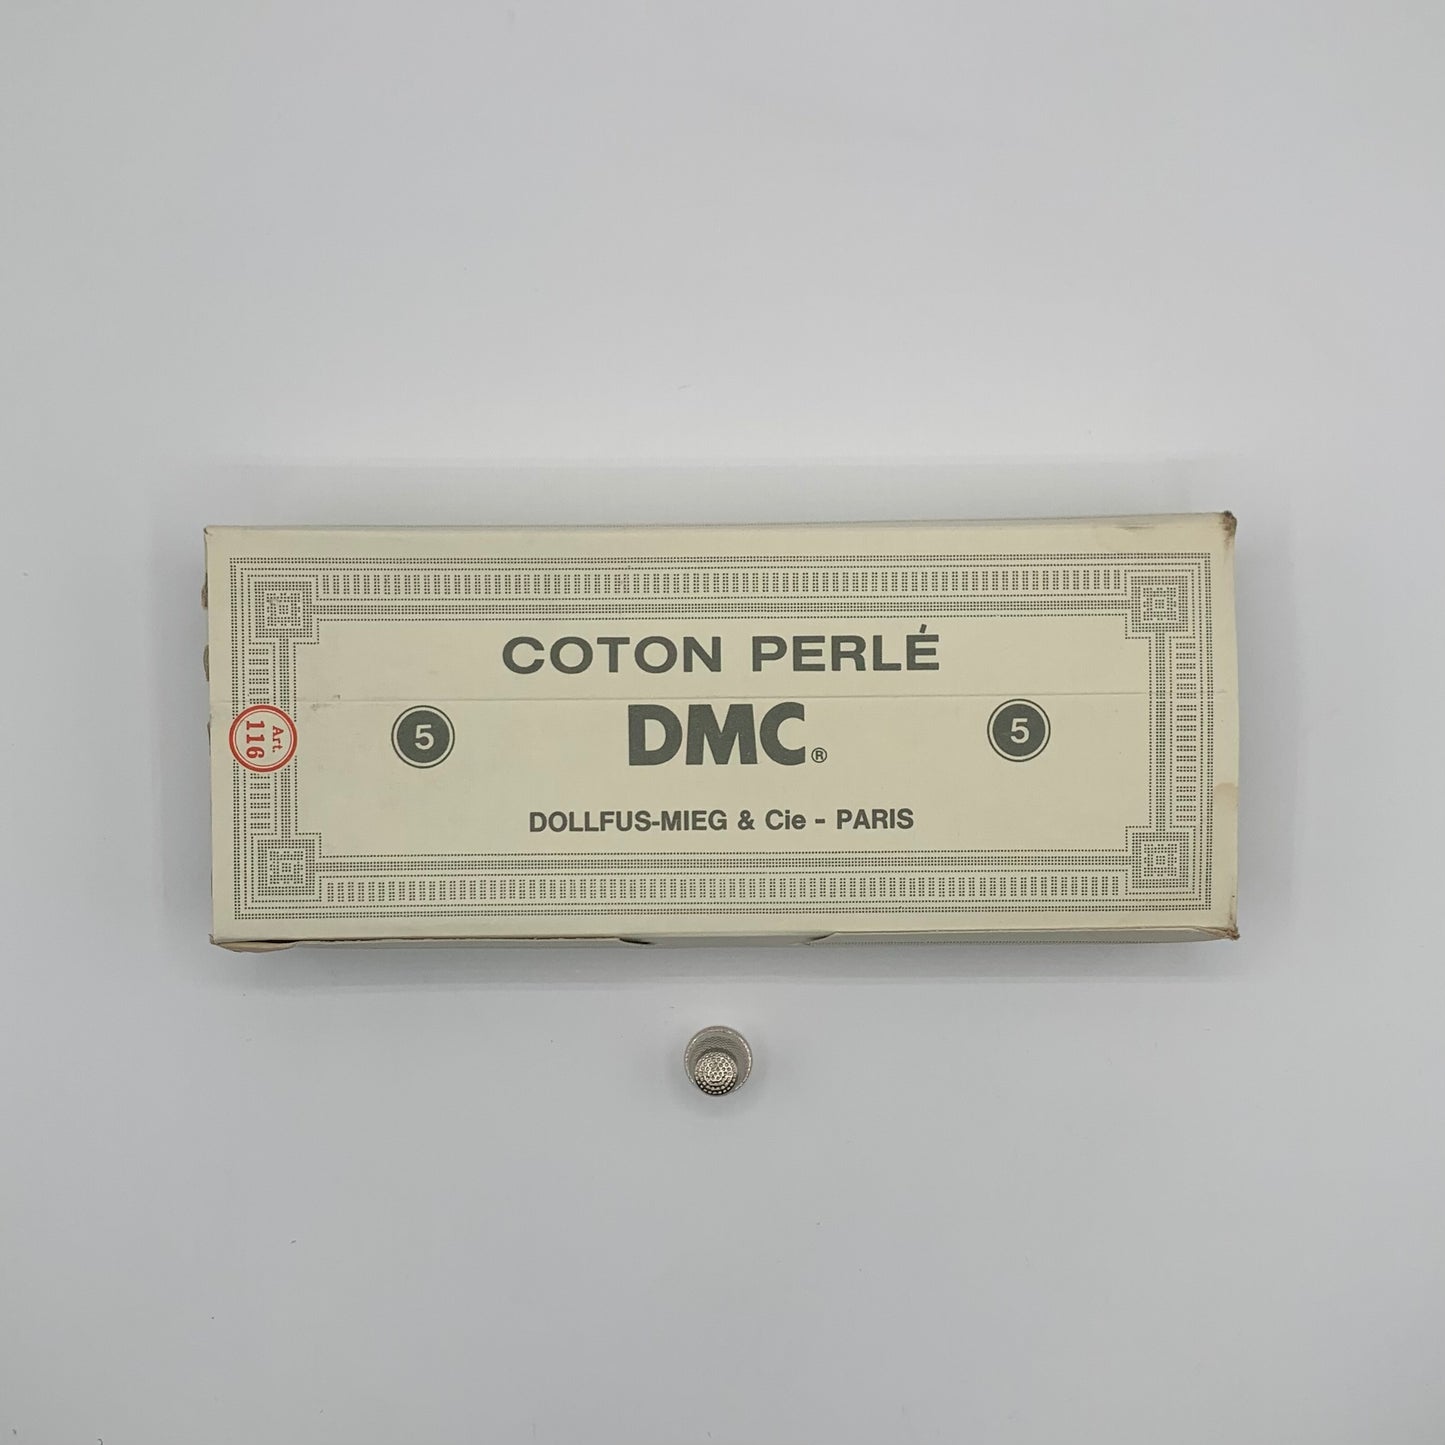 COTON PERLÉ
Art.
116
5
DMC®
5
DOLLFUS-MIEG & Cie - PARIS